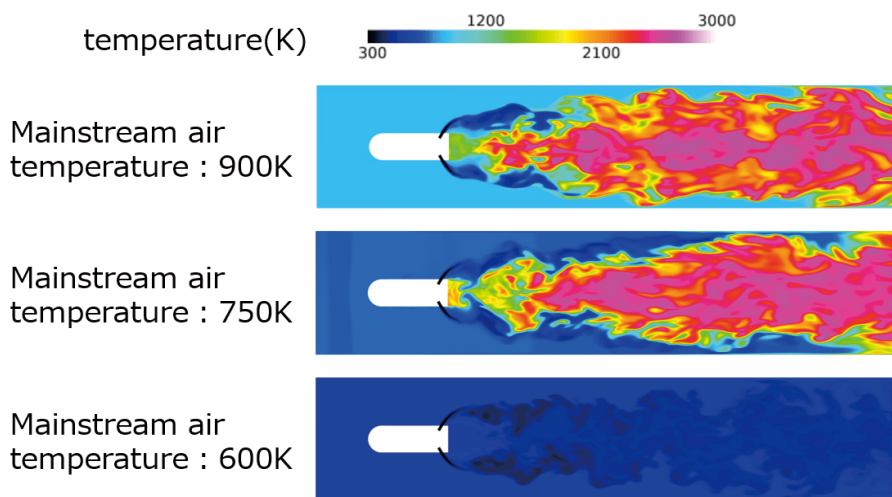 temperature(K)
1200 3000
300 2100
Mainstream air
temperature : 900K
Mainstream air
temperature : 750K
Mainstream air
temperature : 600K